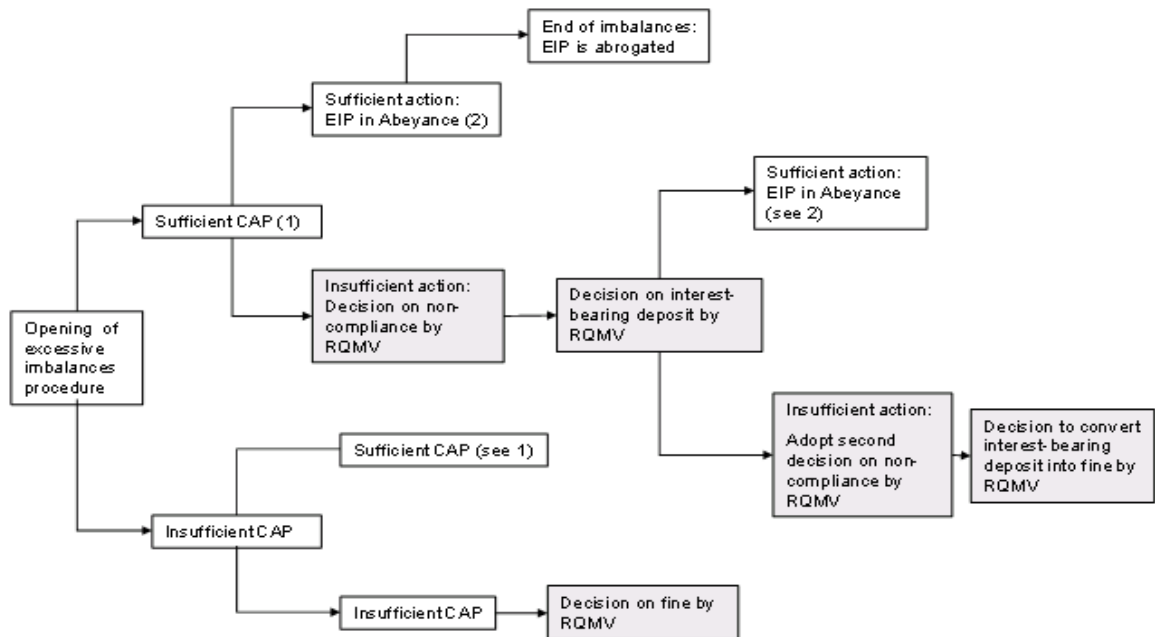 End of imbalances:
EIP is abrogated
Sufficient action:
EIP in Abeyance (2)
Sufficient action:
EIP in Abeyance
(see 2)
Sufficient CAP (1)
Insufficient action:
Decision on non-
compliance by
RQMV
Decision on interest-
bearing deposit by
RQMV
Opening of
excessive
imbalances
procedure
Insufficient action:
Adopt second
decision on non-
compliance by
RQMV
Decision to convert
interest-bearing
deposit into fine by
RQMV
Sufficient CAP (see 1)
Insufficient CAP
Insufficient CAP
Decision on fine by
RQMV